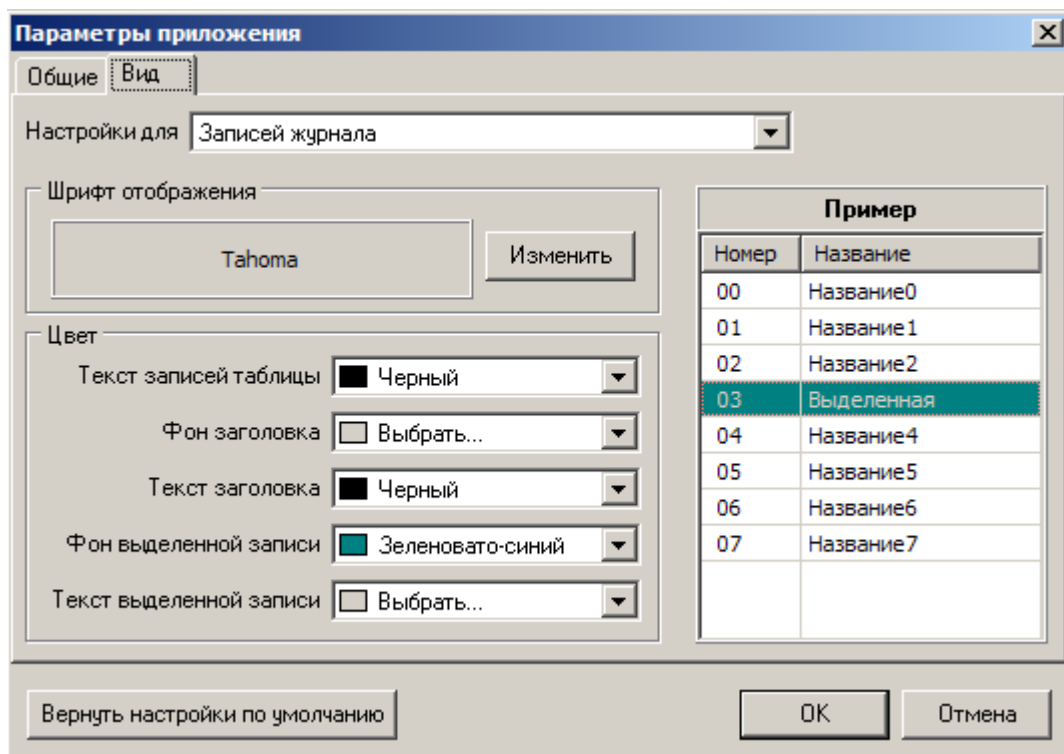 Параметры приложения
Общие Вид
Настройки для Записей журнала
Шрифт отображения
Tahoma Изменить
Цвет
Текст записей таблицы Черный
Фон заголовка Выбрать...
Текст заголовка Черный
Фон выделенной записи Зеленовато-синий
Текст выделенной записи Выбрать...
Пример
Номер Название
00 Название0
01 Название1
02 Название2
03 Выделенная
04 Название4
05 Название5
06 Название6
07 Название7
Вернуть настройки по умолчанию OK Отмена